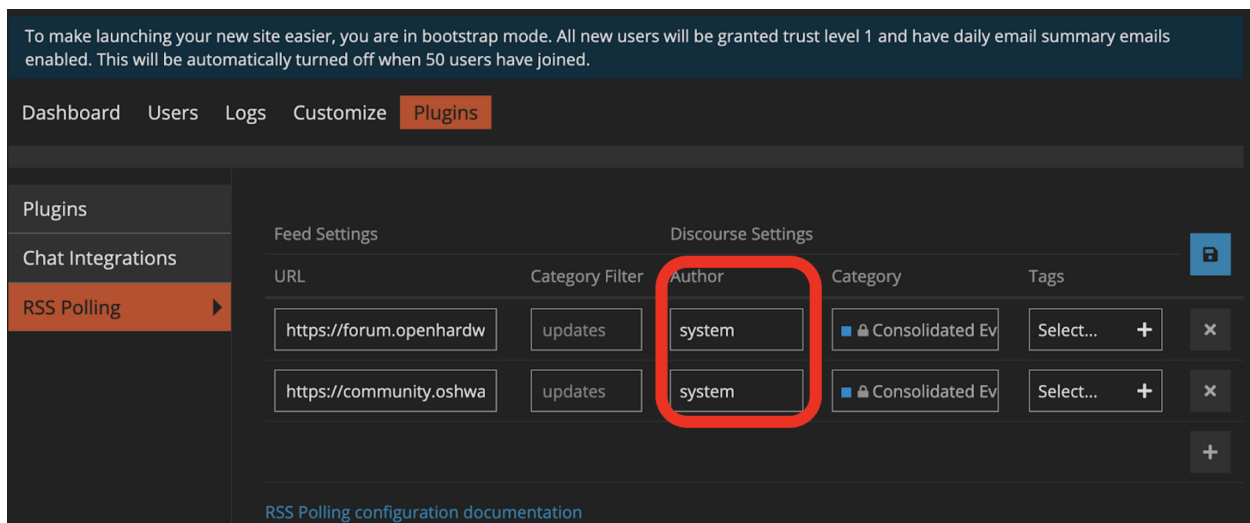 To make launching your new site easier, you are in bootstrap mode. All new users will be granted trust level 1 and have daily email summary emails
enabled. This will be automatically turned off when 50 users have joined.
Dashboard Users Logs Customize Plugins
Plugins
Chat Integrations
RSS Polling
Feed Settings Discourse Settings
URL Category Filter Author Category Tags
https://forum.openhardw updates system Consolidated Ev Select... +
https://community.oshwa updates system Consolidated Ev Select... +
RSS Polling configuration documentation